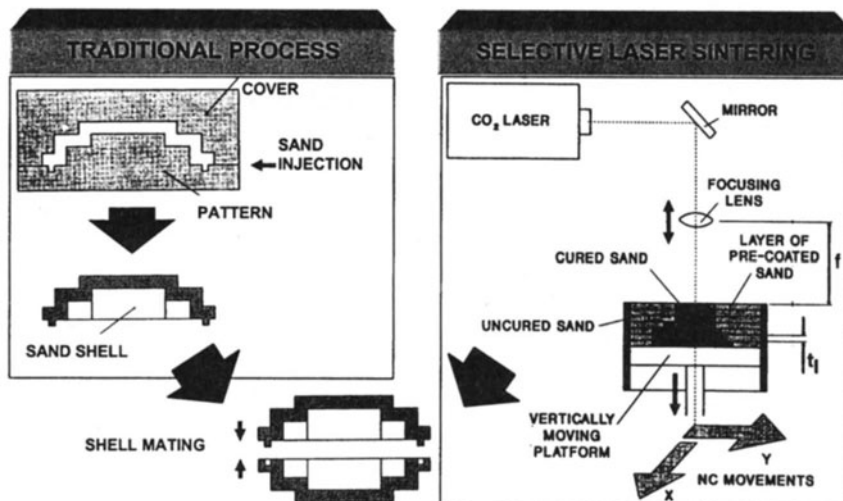 TRADITIONAL PROCESS
COVER
SAND
INJECTION
PATTERN
SAND SHELL
SHELL MATING
SELECTIVE LASER SINTERING
CO₂ LASER
MIRROR
FOCUSING
LENS
LAYER OF
PRE-COATED
SAND
f
CURED SAND
UNCURED SAND
tl
VERTICALLY
MOVING
PLATFORM
Y
NC MOVEMENTS
X